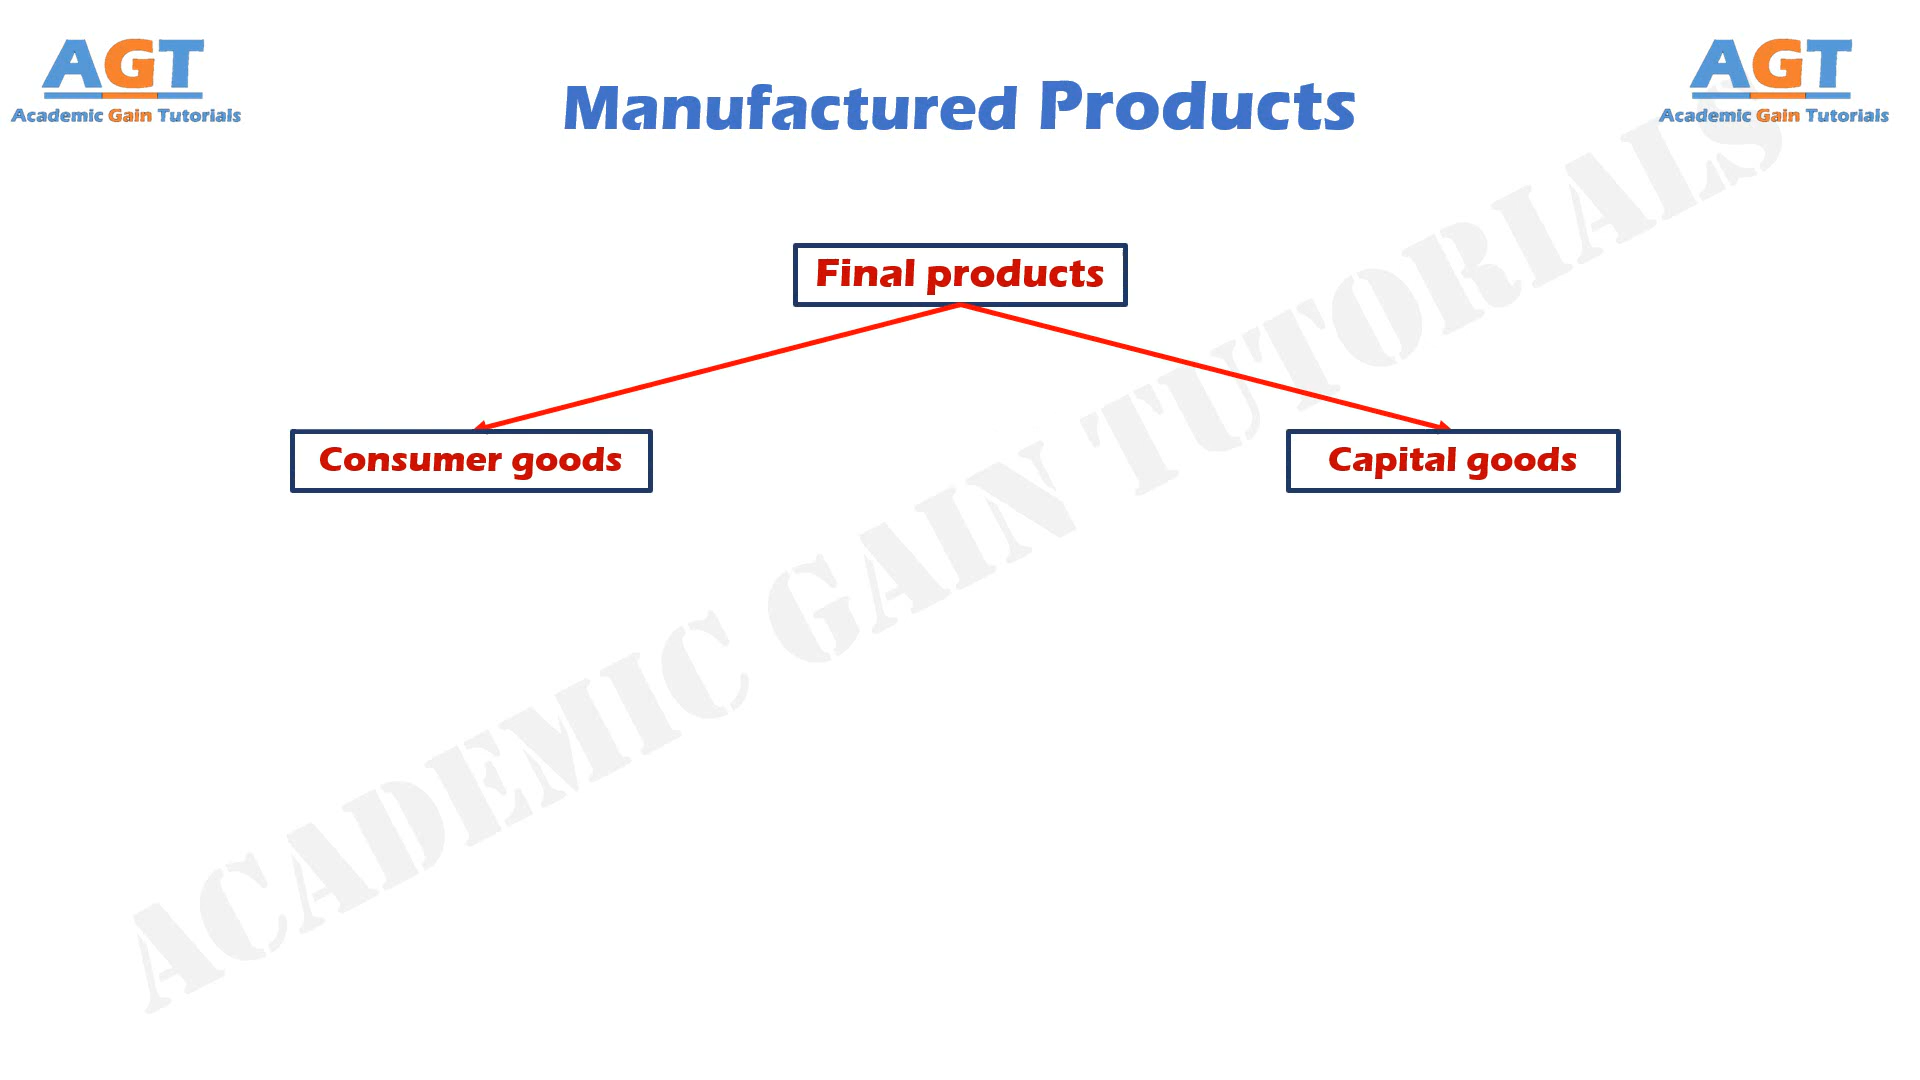 AGT
Academic Gain Tutorials
Manufactured Products
AGT
Academic Gain Tutorials
Final products
Consumer goods
Capital goods
ACADEMIC GAIN TUTORIALS